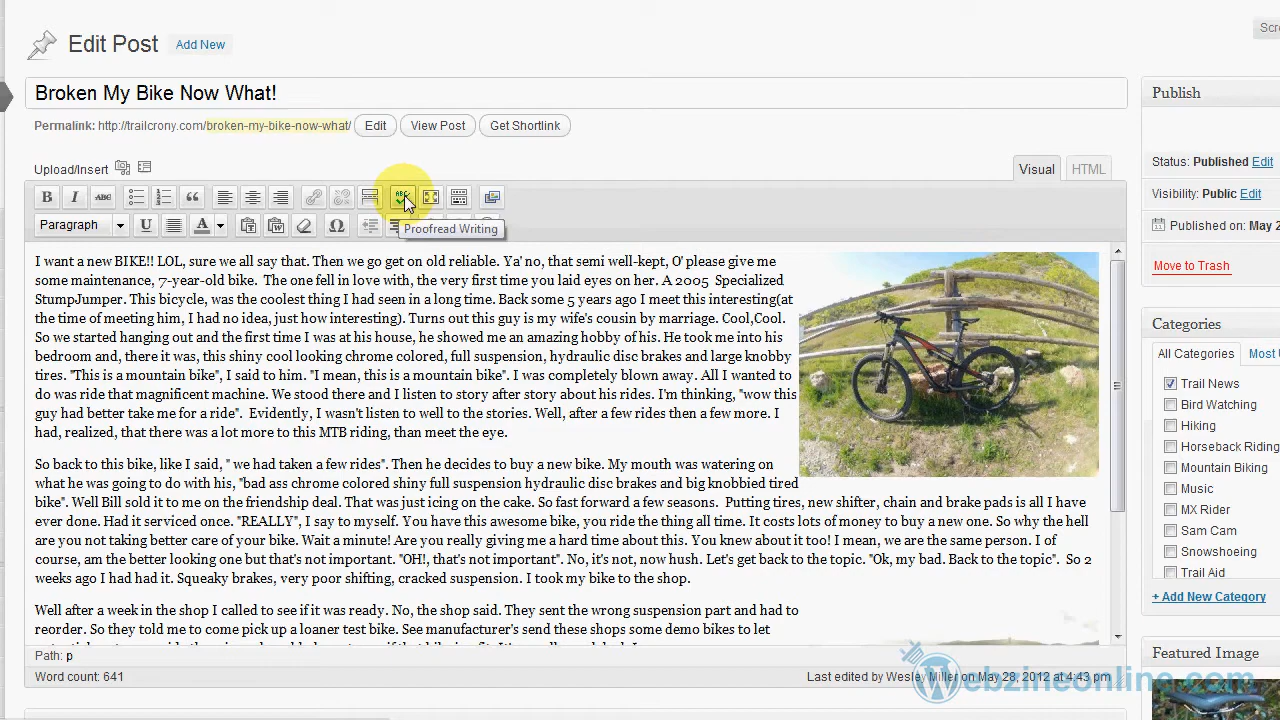 Scr
Edit Post Add New
Broken My Bike Now What!
Publish
Permalink: http://trailcrony.com/broken-my-bike-now-what/ Edit View Post Get Shortlink
Status: Published Edit
Upload/Insert
Visual HTML
Visibility: Public Edit
B I ABC
ABC
Published on: May 2
Paragraph
U
A
Ω
Proofread Writing
Move to Trash
I want a new BIKE!! LOL, sure we all say that. Then we go get our old reliable. Ya' no, that semi well-kept, O' please give me
some maintenance, 7-year-old bike. The one fell in love with, the very first time you laid eyes on her. A 2005 Specialized
StumpJumper. This bicycle, was the coolest thing I had seen in a long time. Back some 5 years ago I meet this interesting(at
the time of meeting him, I had no idea, just how interesting). Turns out this guy is my wife's cousin by marriage. Cool,Cool.
So we started hanging out and the first time I was at his house, he showed me an amazing hobby of his. He took me into his
bedroom and, there it was, this shiny cool looking chrome colored, full suspension, hydraulic disc brakes and large knobby
tires. "This is a mountain bike", I said to him. "I mean, this is a mountain bike". I was completely blown away. All I wanted to
do was ride that magnificent machine. We stood there and I listen to story after story about his rides. I'm thinking, "wow this
guy had better take me for a ride". Evidently, I wasn't listen to well to the stories. Well, after a few rides then a few more. I
had, realized, that there was a lot more to this MTB riding, than meet the eye.
So back to this bike, like I said, " we had taken a few rides". Then he decides to buy a new bike. My mouth was watering on
what he was going to do with his, "bad ass chrome colored shiny full suspension hydraulic disc brakes and big knobbied tired
bike". Well Bill sold it to me on the friendship deal. That was just icing on the cake. So fast forward a few seasons. Putting tires, new shifter, chain and brake pads is all I have
ever done. Had it serviced once. "REALLY", I say to myself. You have this awesome bike, you ride the thing all time. It costs lots of money to buy a new one. So why the hell
are you not taking better care of your bike. Wait a minute! Are you really giving me a hard time about this. You knew about it too! I mean, we are the same person. I of
course, am the better looking one but that's not important. "OH!, that's not important". No, it's not, now hush. Let's get back to the topic. "Ok, my bad. Back to the topic". So 2
weeks ago I had had it. Squeaky brakes, very poor shifting, cracked suspension. I took my bike to the shop.
Well after a week in the shop I called to see if it was ready. No, the shop said. They sent the wrong suspension part and had to
reorder. So they told me to come pick up a loaner test bike. See manufacturer's send these shops some demo bikes to let
Path: p
Word count: 641
Last edited by Wesley Miller on May 28, 2012 at 4:43 pm
Categories
All Categories Most U
Trail News
Bird Watching
Hiking
Horseback Riding
Mountain Biking
Music
MX Rider
Sam Cam
Snowshoeing
Trail Aid
+ Add New Category
Featured Image
Webzineonline.com